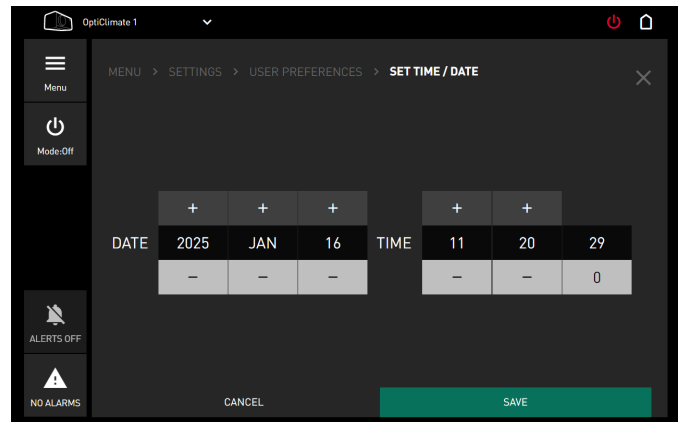 OptiClimate 1
Menu
MENU > SETTINGS > USER PREFERENCES > SET TIME / DATE
Mode:Off
+ + + + +
DATE 2025 JAN 16 TIME 11 20 29
− − − − − 0
ALERTS OFF
NO ALARMS
CANCEL SAVE